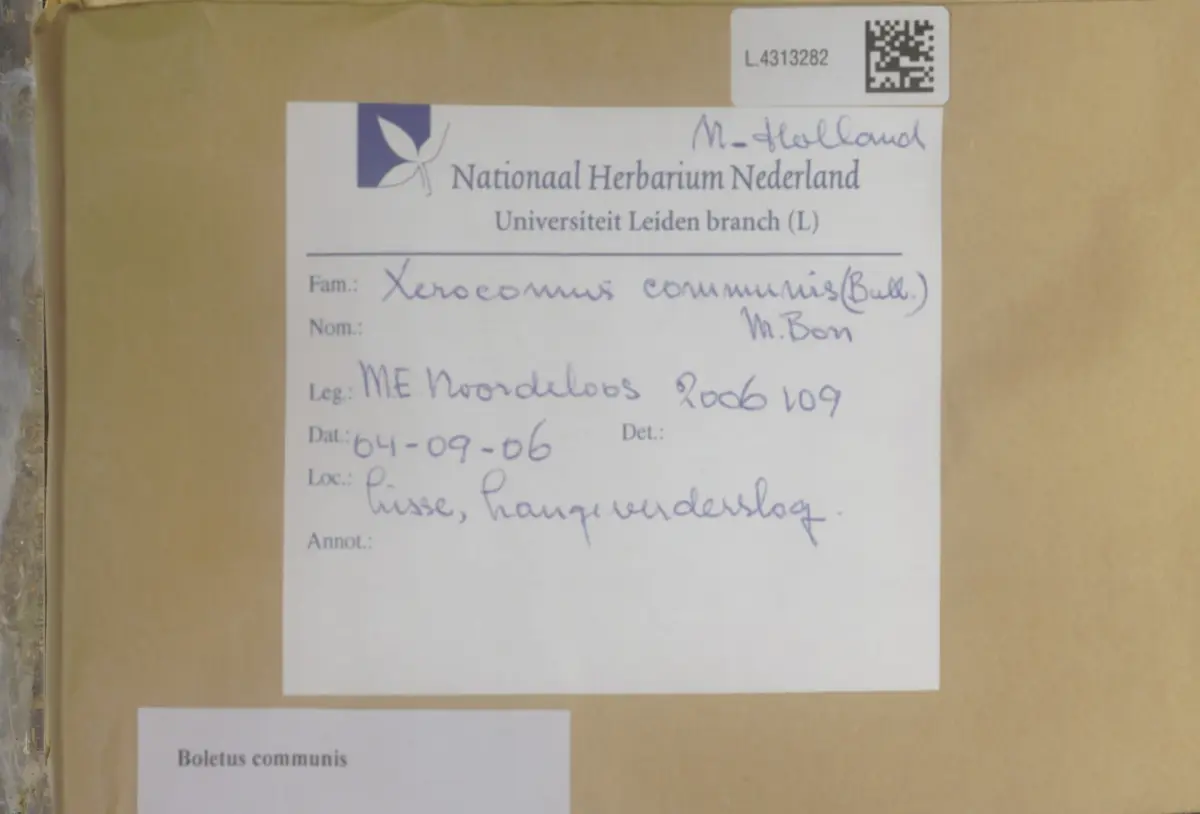 L.4313282
N-Holland
Nationaal Herbarium Nederland
Universiteit Leiden branch (L)
Fam.: Xerocomus communis (Bull.)
Nom.: M. Bon
Leg.: ME Noordeloos 2006109
Dat.: 04-09-06 Det.:
Loc.: Lisse,
Annot.:
Boletus communis